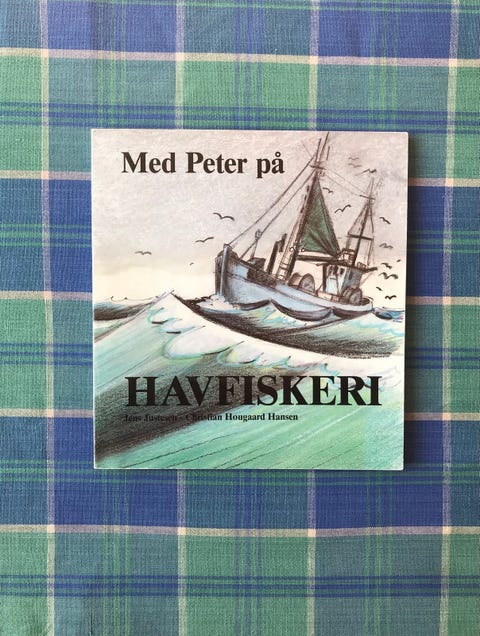 Med Peter på
HAVFISKERI
Jens Justesen - Christian Hougaard Hansen